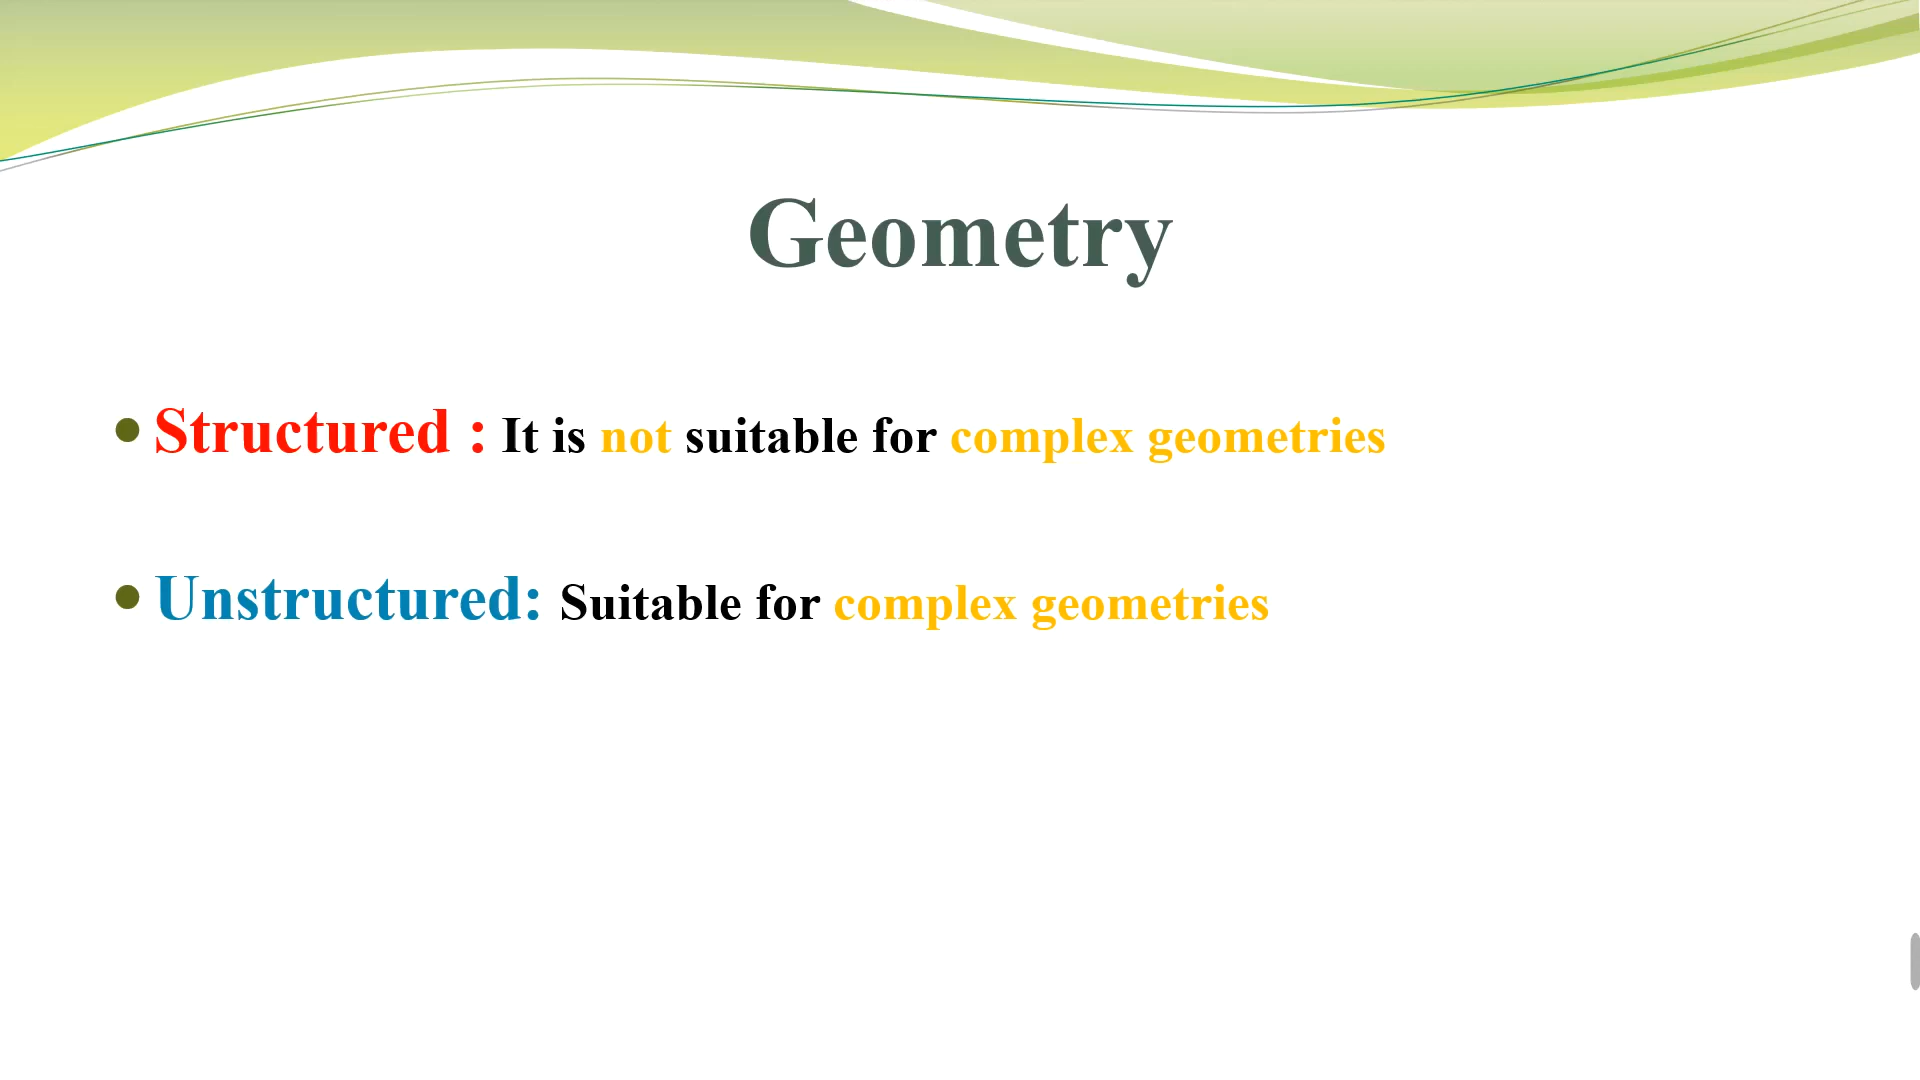 Geometry
• Structured : It is not suitable for complex geometries
• Unstructured: Suitable for complex geometries